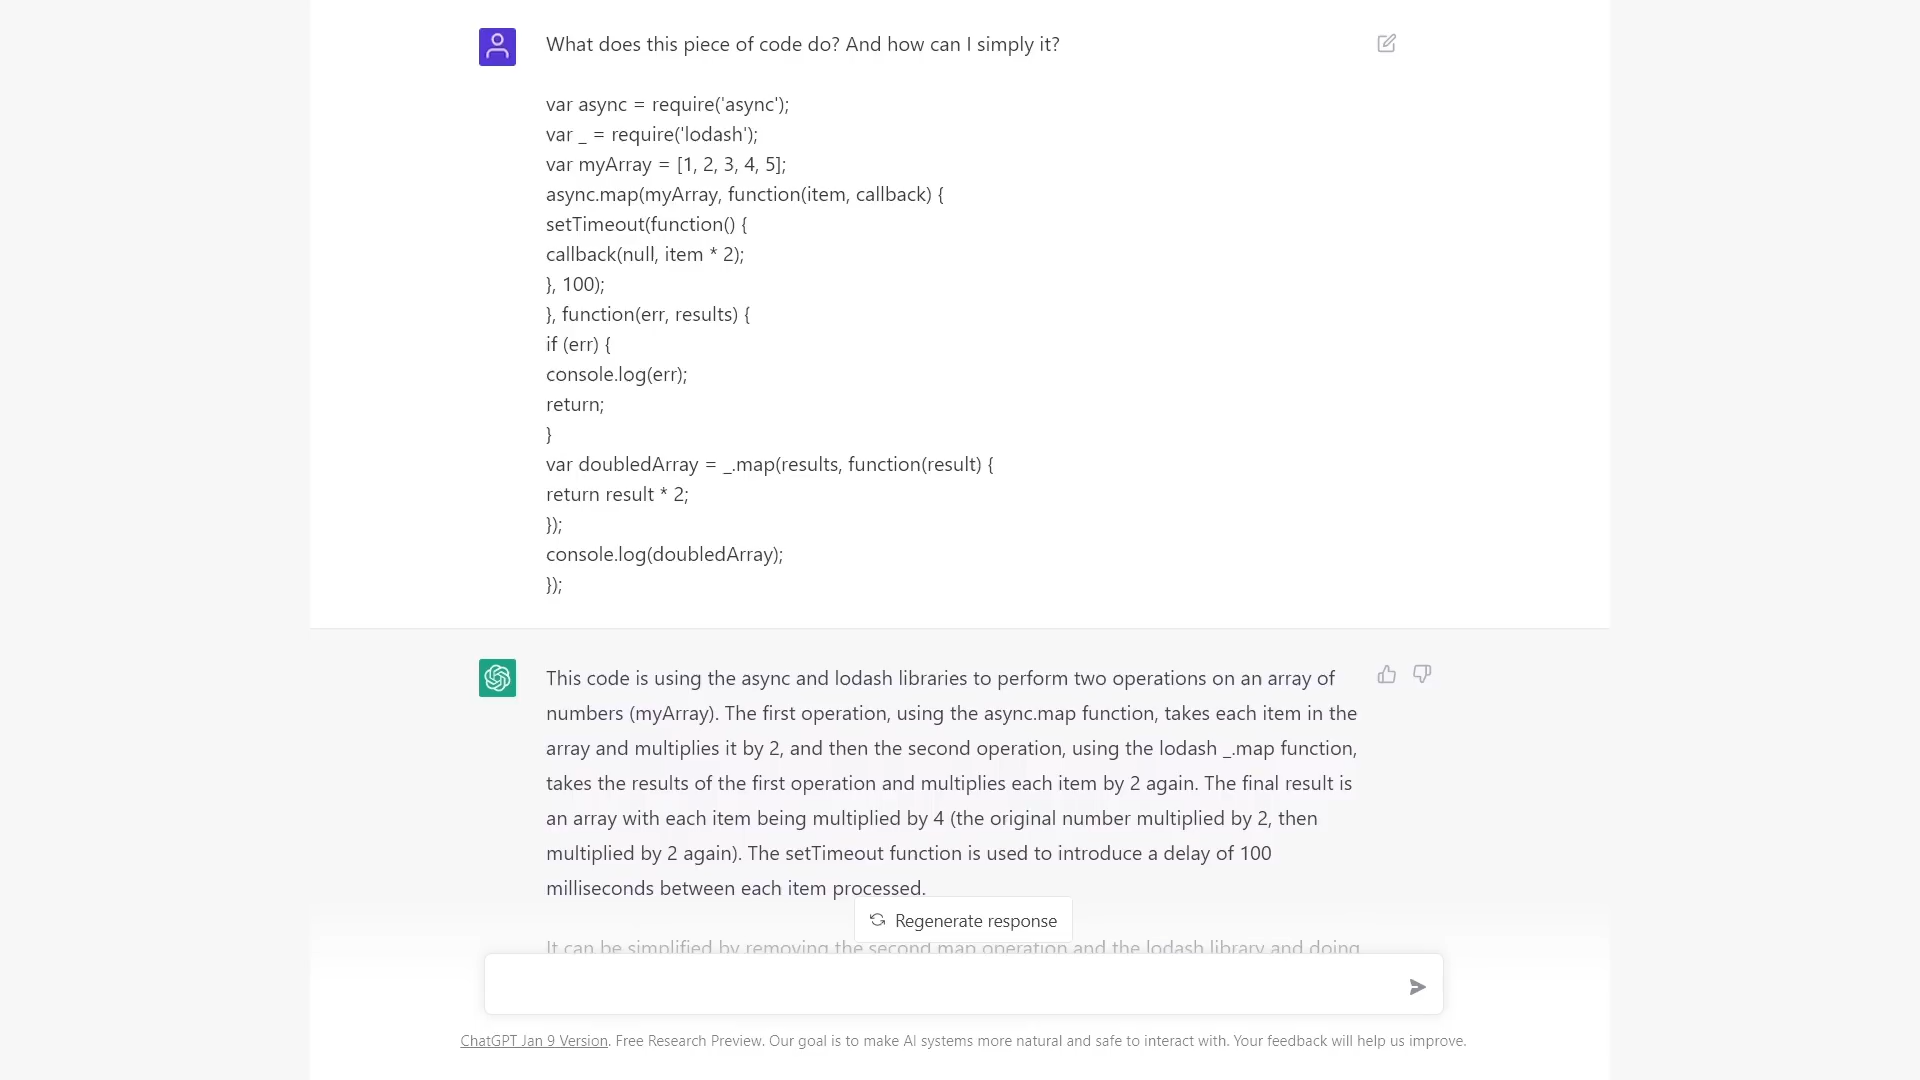 What does this piece of code do? And how can I simply it?
var async = require('async');
var _ = require('lodash');
var myArray = [1, 2, 3, 4, 5];
async.map(myArray, function(item, callback) {
setTimeout(function() {
callback(null, item * 2);
}, 100);
}, function(err, results) {
if (err) {
console.log(err);
return;
}
var doubledArray = _.map(results, function(result) {
return result * 2;
});
console.log(doubledArray);
});
This code is using the async and lodash libraries to perform two operations on an array of
numbers (myArray). The first operation, using the async.map function, takes each item in the
array and multiplies it by 2, and then the second operation, using the lodash _.map function,
takes the results of the first operation and multiplies each item by 2 again. The final result is
an array with each item being multiplied by 4 (the original number multiplied by 2, then
multiplied by 2 again). The setTimeout function is used to introduce a delay of 100
milliseconds between each item processed.
Regenerate response
It can be simplified by removing the second map operation and the lodash library and doing
ChatGPT Jan 9 Version. Free Research Preview. Our goal is to make AI systems more natural and safe to interact with. Your feedback will help us improve.